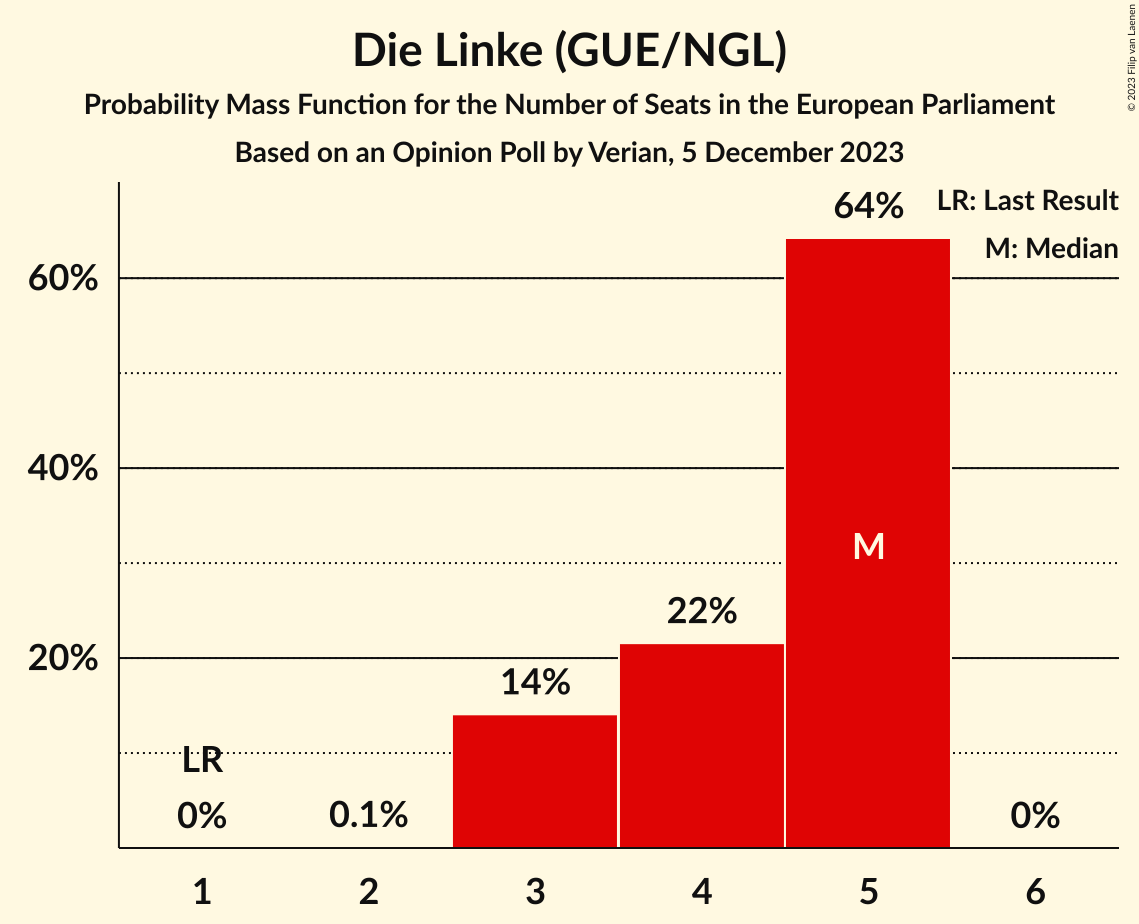 Die Linke (GUE/NGL)
Probability Mass Function for the Number of Seats in the European Parliament
Based on an Opinion Poll by Verian, 5 December 2023
© 2023 Filip van Laenen
LR: Last Result
M: Median
60%
40%
20%
LR
0%
0.1%
14%
22%
64%
M
0%
1 2 3 4 5 6